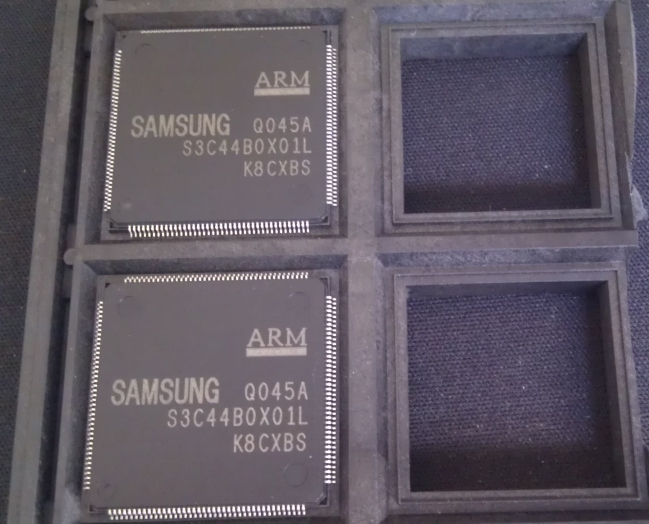 ARM
SAMSUNG Q045A
S3C44B0X01L
K8CXBS
ARM
SAMSUNG Q045A
S3C44B0X01L
K8CXBS